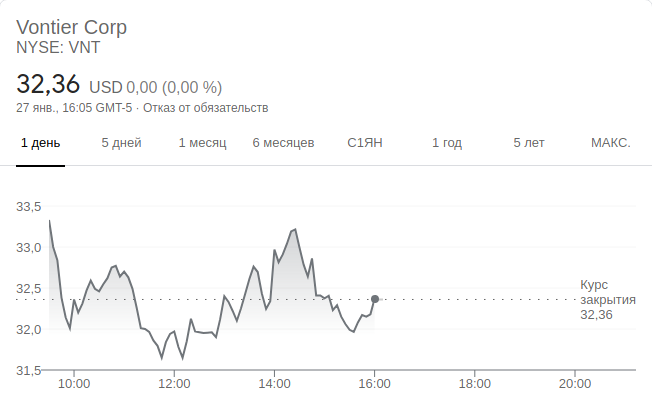 Vontier Corp
NYSE: VNT
32,36 USD 0,00 (0,00 %)
27 янв., 16:05 GMT-5 · Отказ от обязательств
1 день 5 дней 1 месяц 6 месяцев С1ЯН 1 год 5 лет МАКС.
33,5
33,0
32,5
32,0
31,5
Курс
закрытия
32,36
10:00 12:00 14:00 16:00 18:00 20:00